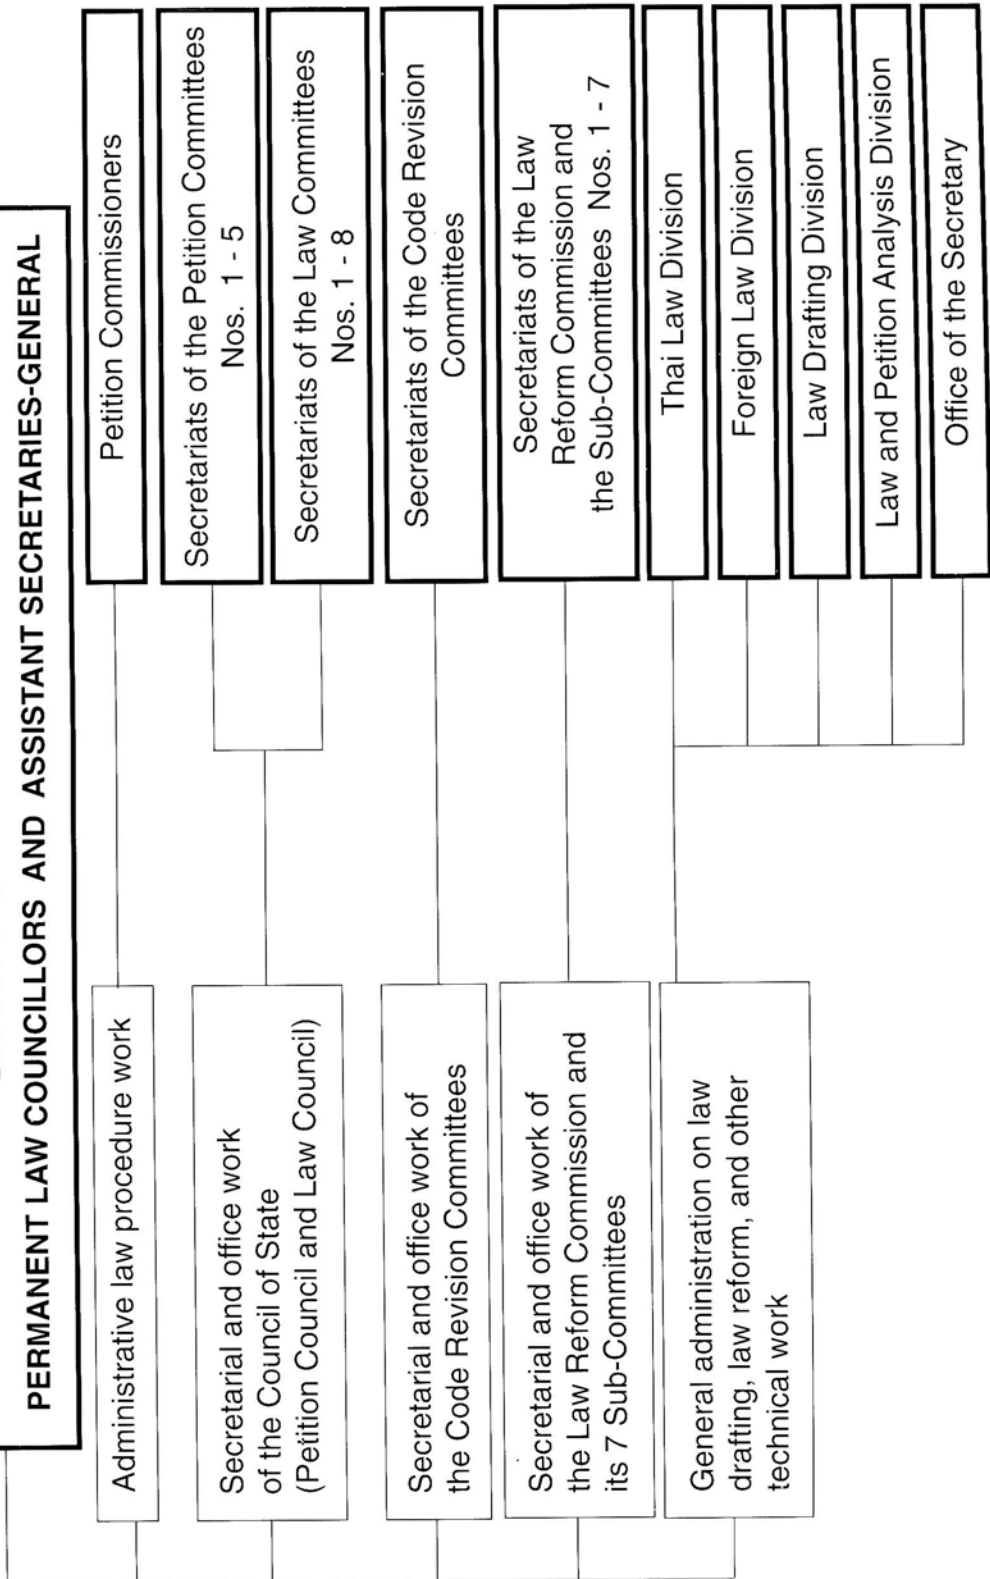 PERMANENT LAW COUNCILLORS AND ASSISTANT SECRETARIES-GENERAL
Administrative law procedure work
Petition Commissioners
Secretarial and office work
of the Council of State
(Petition Council and Law Council)
Secretariats of the Petition Committees
Nos. 1 - 5
Secretariats of the Law Committees
Nos. 1 - 8
Secretarial and office work of
the Code Revision Committees
Secretariats of the Code Revision
Committees
Secretarial and office work of
the Law Reform Commission and
its 7 Sub-Committees
Secretariats of the Law
Reform Commission and
the Sub-Committees Nos. 1 - 7
General administration on law
drafting, law reform, and other
technical work
Thai Law Division
Foreign Law Division
Law Drafting Division
Law and Petition Analysis Division
Office of the Secretary